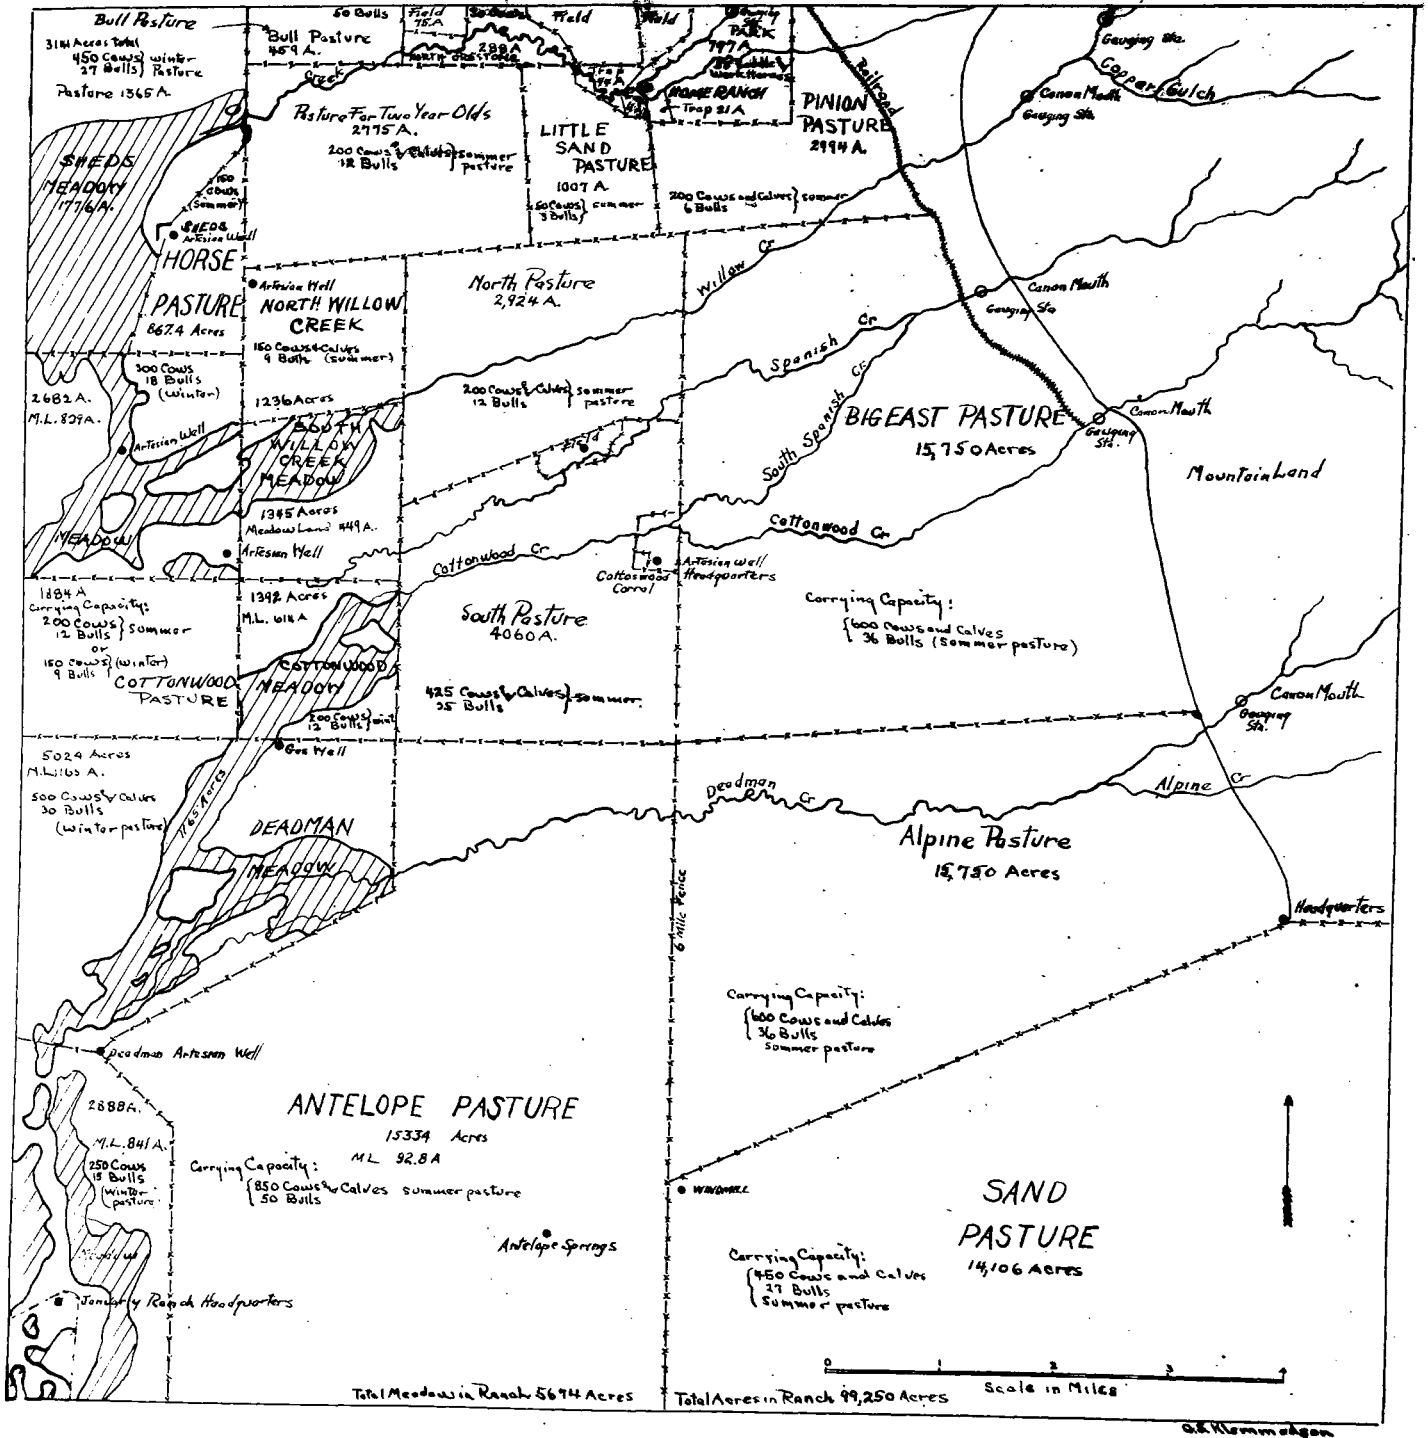 Bull Pasture
3141 Acres total
450 Cows } winter
27 Bulls } Pasture
Pasture 1365 A.
50 Bulls
Bull Pasture
459 A.
Field
75 A
Field
Field
288 A
Creek
PARK
797 A
Work Horses
HOME RANCH
Trap 21 A
Railroad
Gauging Sta.
Copper Gulch
Canon Mouth
Gauging Sta.
PINION
PASTURE
2994 A.
Pasture For Two Year Olds
2775 A.
200 Cows & Calves } summer
12 Bulls } pasture
LITTLE
SAND
PASTURE
1007 A.
50 Cows } summer
3 Bulls }
200 Cows and Calves } summer
6 Bulls
SHEDS
MEADOW
1776 A.
150
Cows
(Summer)
SHEDS
Artesian Well
HORSE
PASTURE
867.4 Acres
Artesian Well
NORTH WILLOW
CREEK
150 Cows & Calves
9 Bulls (summer)
1236 Acres
North Pasture
2,924 A.
200 Cows & Calves } summer
12 Bulls } pasture
Willow Cr
Spanish Cr
South Spanish Cr
Canon Mouth
Gauging Sta
Canon Mouth
Gauging
Sta.
BIG EAST PASTURE
15,750 Acres
Mountain Land
300 Cows
18 Bulls
(Winter)
2682 A.
M.L. 839 A.
Artesian Well
MEADOW
SOUTH
WILLOW
CREEK
MEADOW
1345 Acres
Meadow Land 449 A.
Artesian Well
Field
Cottonwood Cr
Cottonwood Cr
Cottonwood
Corral
Artesian Well
Headquarters
1884 A
Carrying Capacity:
200 Cows } Summer
12 Bulls }
or
150 Cows } (Winter)
9 Bulls }
COTTONWOOD
PASTURE
1392 Acres
M.L. 611 A
COTTONWOOD
MEADOW
200 Cows
12 Bulls
Gas Well
South Pasture
4060 A.
425 Cows & Calves } summer.
25 Bulls
Carrying Capacity:
{ 600 Cows and Calves
{ 36 Bulls (Summer pasture)
Canon Mouth
Gauging
Sta.
5024 Acres
M.L. 1165 A.
500 Cows & Calves
30 Bulls
(Winter pasture)
1165 Acres
DEADMAN
MEADOW
Deadman Cr
Alpine Cr
Alpine Pasture
15,750 Acres
6 Mile Fence
Headquarters
Carrying Capacity:
{ 600 Cows and Calves
{ 36 Bulls
Summer pasture
Deadman Artesian Well
2888 A.
M.L. 841 A.
250 Cows
15 Bulls
(Winter
pasture
Meadow
January Ranch Headquarters
ANTELOPE PASTURE
15334 Acres
ML 92.8 A
Carrying Capacity:
{ 850 Cows & Calves summer pasture
{ 50 Bulls
Antelope Springs
WINDMILL
SAND
PASTURE
14,106 Acres
Carrying Capacity:
{ 450 Cows and Calves
{ 27 Bulls
{ Summer pasture
0 1 2 3
Scale in Miles
Total Meadow in Ranch 5674 Acres
Total Acres in Ranch 99,250 Acres